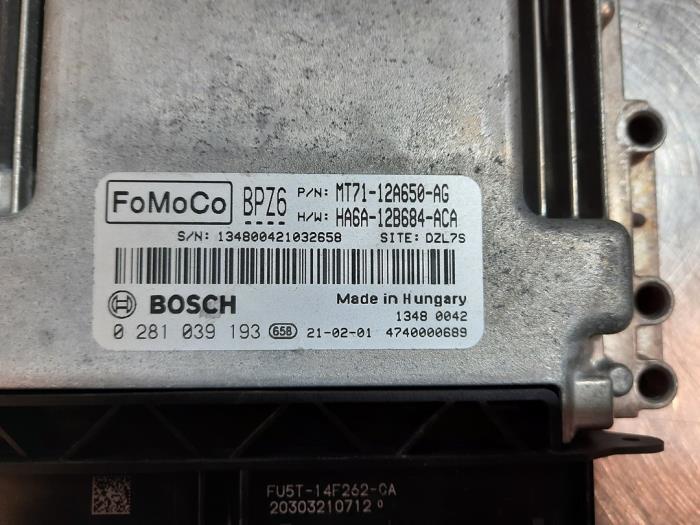 FoMoCo BPZ6 P/N: MT71-12A650-AG
H/W: HA6A-12B684-ACA
S/N: 134800421032658 SITE: DZL7S
BOSCH Made in Hungary
1348 0042
0 281 039 193 658 21-02-01 4740000689
FU5T-14F262-CA
20303210712 0